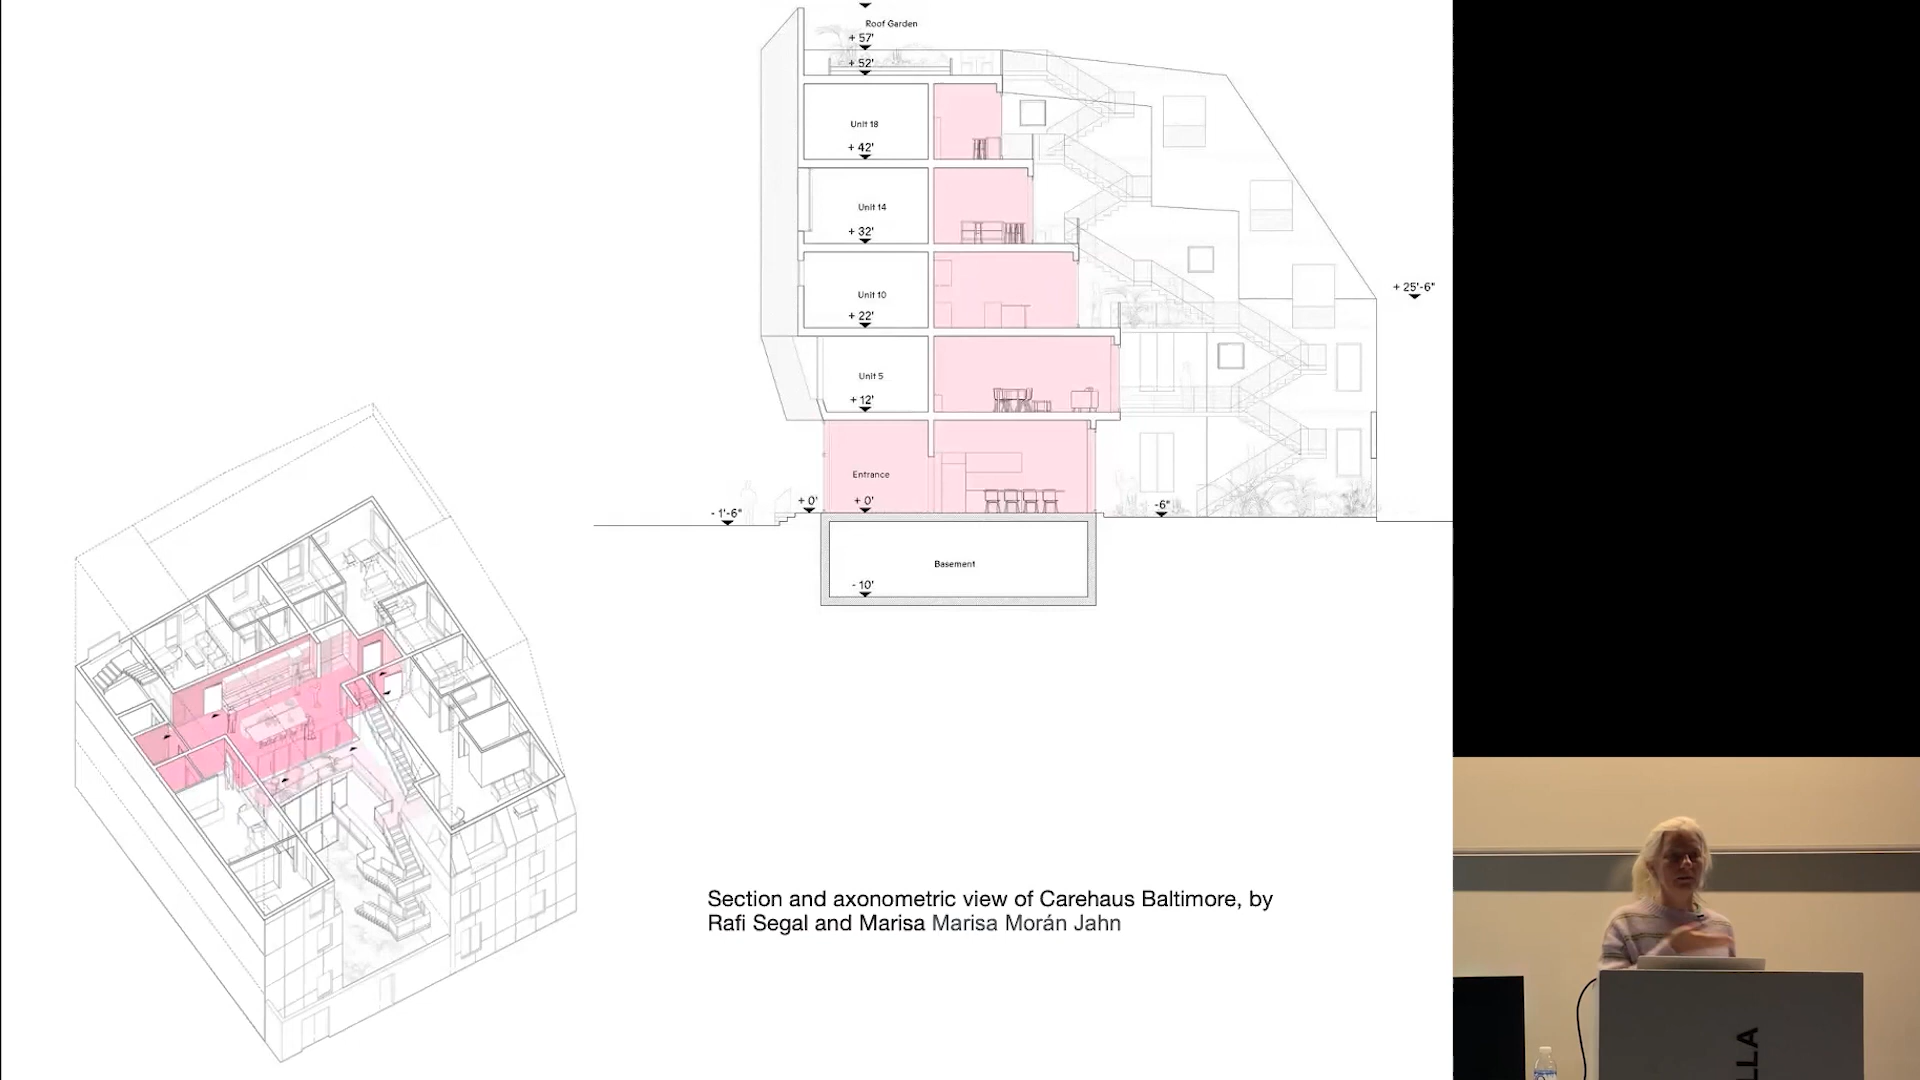 Roof Garden
+ 57'
+ 52'
Unit 18
+ 42'
Unit 14
+ 32'
+ 25'-6"
Unit 10
+ 22'
Unit 5
+ 12'
Entrance
- 1'-6"
+ 0'
+ 0'
-6"
Basement
- 10'
Section and axonometric view of Carehaus Baltimore, by
Rafi Segal and Marisa Marisa Morán Jahn
LLA